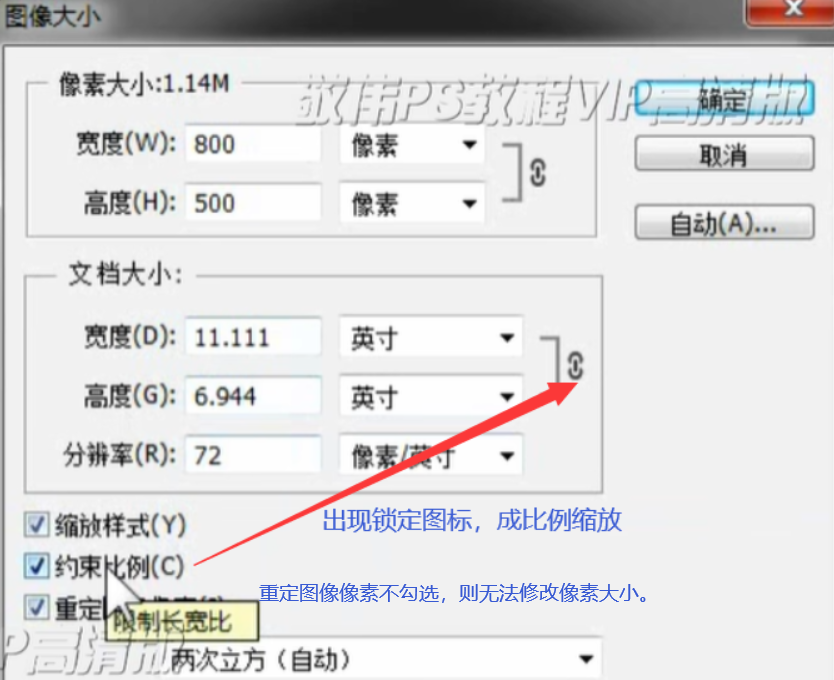 图像大小
像素大小:1.14M
敬伟PS教程VIP高清版
确定
宽度(W): 800 像素
取消
高度(H): 500 像素
自动(A)...
文档大小:
宽度(D): 11.111 英寸
高度(G): 6.944 英寸
分辨率(R): 72 像素/英寸
缩放样式(Y)
出现锁定图标，成比例缩放
约束比例(C)
重定图像像素不勾选，则无法修改像素大小。
重定
限制长宽比
P高清版
两次立方（自动）